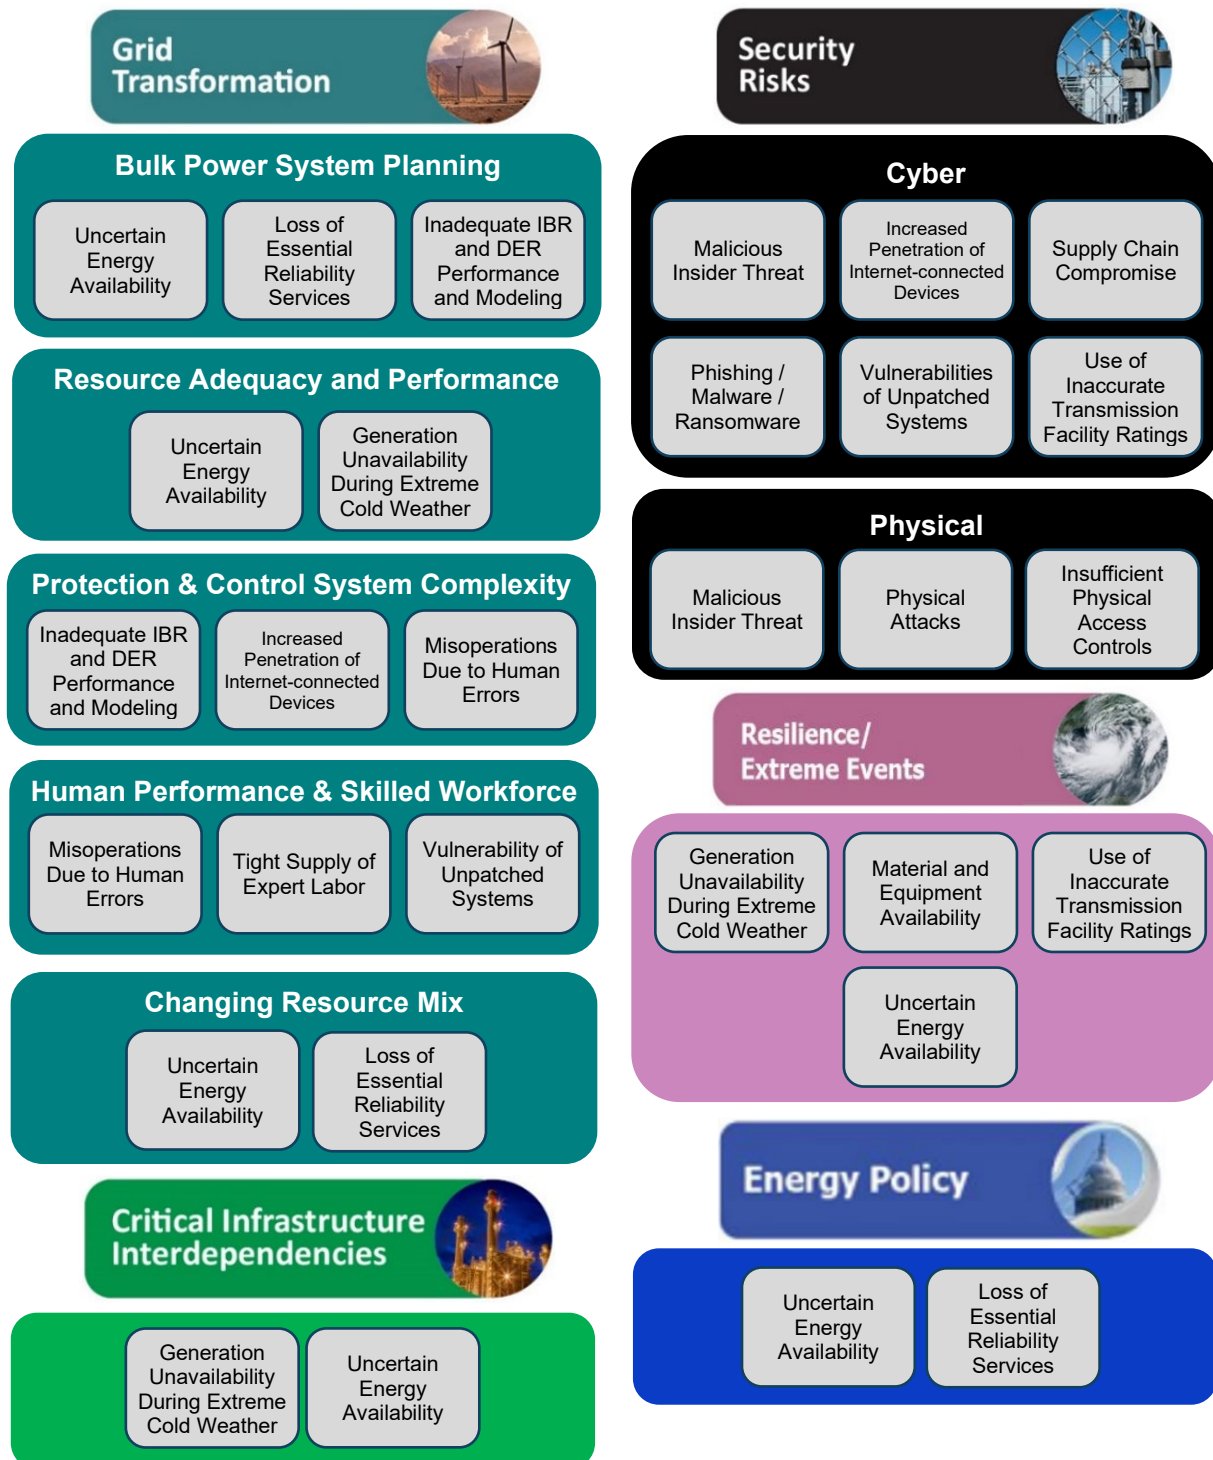 Grid
Transformation
Bulk Power System Planning
Uncertain
Energy
Availability
Loss of
Essential
Reliability
Services
Inadequate IBR
and DER
Performance
and Modeling
Resource Adequacy and Performance
Uncertain
Energy
Availability
Generation
Unavailability
During Extreme
Cold Weather
Protection & Control System Complexity
Inadequate IBR
and DER
Performance
and Modeling
Increased
Penetration of
Internet-connected
Devices
Misoperations
Due to Human
Errors
Human Performance & Skilled Workforce
Misoperations
Due to Human
Errors
Tight Supply of
Expert Labor
Vulnerability of
Unpatched
Systems
Changing Resource Mix
Uncertain
Energy
Availability
Loss of
Essential
Reliability
Services
Critical Infrastructure
Interdependencies
Generation
Unavailability
During Extreme
Cold Weather
Uncertain
Energy
Availability
Security
Risks
Cyber
Malicious
Insider Threat
Increased
Penetration of
Internet-connected
Devices
Supply Chain
Compromise
Phishing /
Malware /
Ransomware
Vulnerabilities
of Unpatched
Systems
Use of
Inaccurate
Transmission
Facility Ratings
Physical
Malicious
Insider Threat
Physical
Attacks
Insufficient
Physical
Access
Controls
Resilience/
Extreme Events
Generation
Unavailability
During Extreme
Cold Weather
Material and
Equipment
Availability
Use of
Inaccurate
Transmission
Facility Ratings
Uncertain
Energy
Availability
Energy Policy
Uncertain
Energy
Availability
Loss of
Essential
Reliability
Services